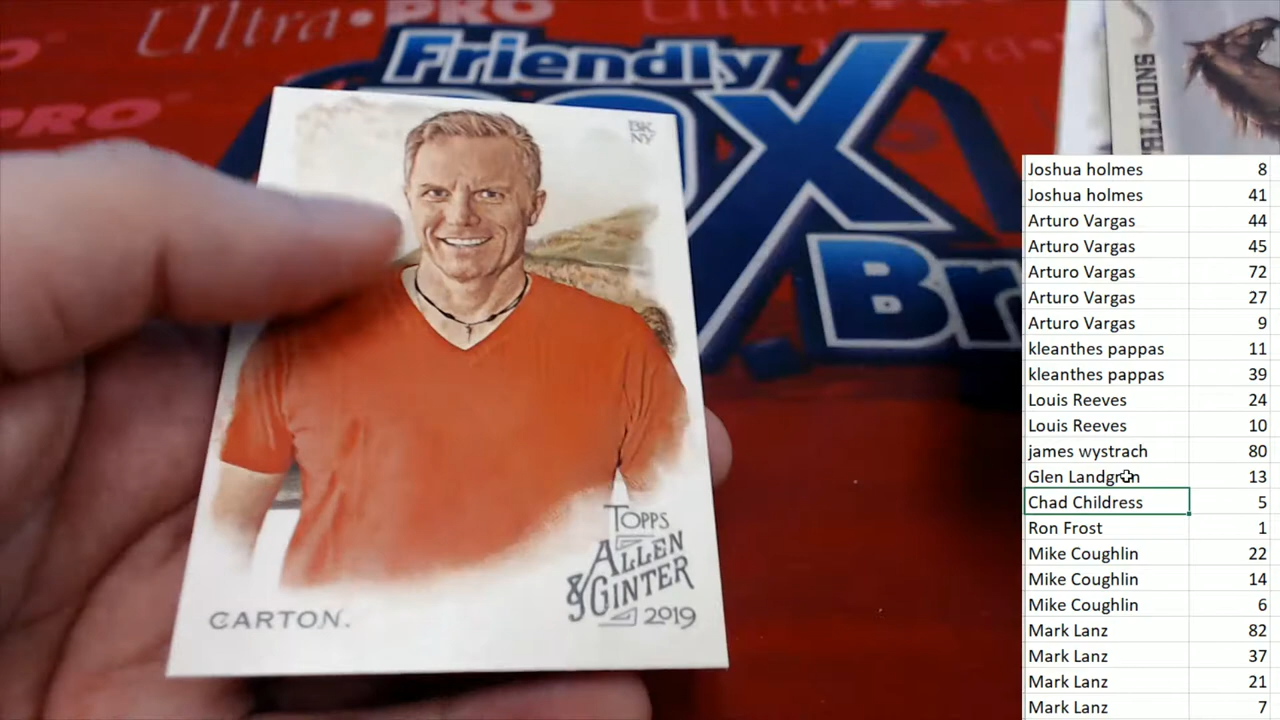 Ultra • PRO
PRO
Friendly
BOX
Br
BK
NY
ALLIONS
TOPPS
ALLEN
& GINTER
2019
CARTON.
Joshua holmes 8
Joshua holmes 41
Arturo Vargas 44
Arturo Vargas 45
Arturo Vargas 72
Arturo Vargas 27
Arturo Vargas 9
kleanthes pappas 11
kleanthes pappas 39
Louis Reeves 24
Louis Reeves 10
james wystrach 80
Glen Landgr 13
Chad Childress 5
Ron Frost 1
Mike Coughlin 22
Mike Coughlin 14
Mike Coughlin 6
Mark Lanz 82
Mark Lanz 37
Mark Lanz 21
Mark Lanz 7